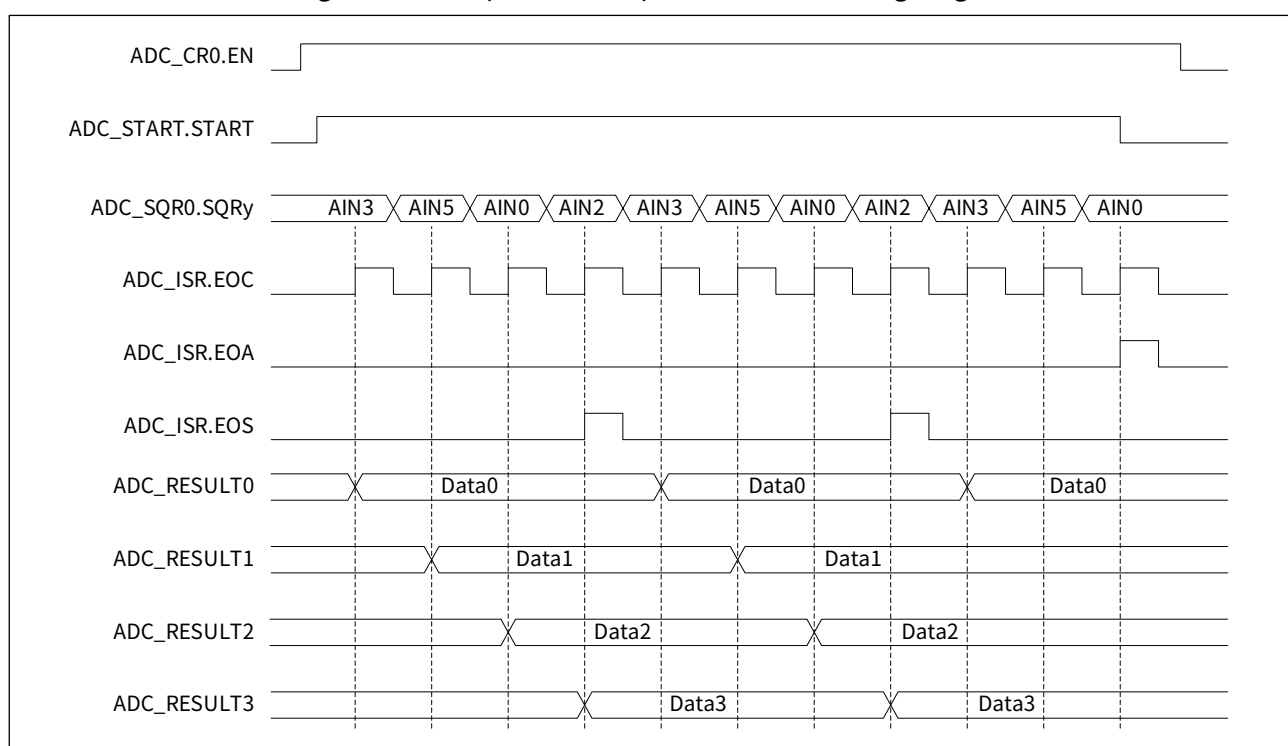 ADC_CR0.EN
ADC_START.START
ADC_SQR0.SQRy AIN3 AIN5 AIN0 AIN2 AIN3 AIN5 AIN0 AIN2 AIN3 AIN5 AIN0
ADC_ISR.EOC
ADC_ISR.EOA
ADC_ISR.EOS
ADC_RESULT0 Data0 Data0 Data0
ADC_RESULT1 Data1 Data1
ADC_RESULT2 Data2 Data2
ADC_RESULT3 Data3 Data3